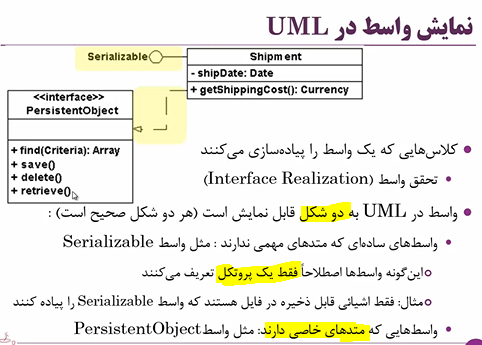 نمایش واسط در UML
Serializable
Shipment
- shipDate: Date
+ getShippingCost(): Currency
<<interface>>
PersistentObject
+ find(Criteria): Array
+ save()
+ delete()
+ retrieve()
کلاس‌هایی که یک واسط را پیاده‌سازی می‌کنند
تحقق واسط (Interface Realization)
واسط در UML به دو شکل قابل نمایش است (هر دو شکل صحیح است) :
واسط‌های ساده‌ای که متدهای مهمی ندارند : مثل واسط Serializable
این‌گونه واسط‌ها اصطلاحاً فقط یک پروتکل تعریف می‌کنند
مثال: فقط اشیائی قابل ذخیره در فایل هستند که واسط Serializable را پیاده کنند
واسط‌هایی که متدهای خاصی دارند: مثل واسط PersistentObject